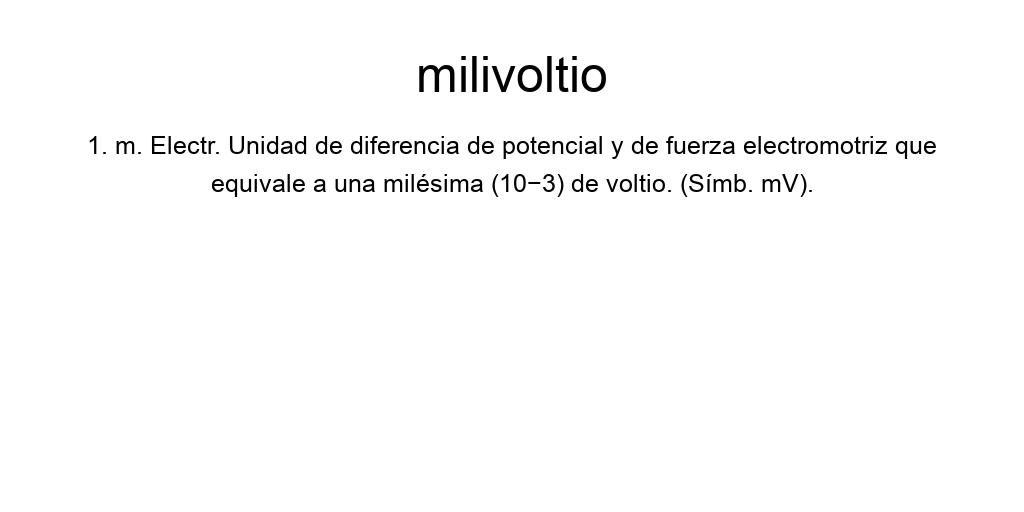 milivoltio
1. m. Electr. Unidad de diferencia de potencial y de fuerza electromotriz que
equivale a una milésima (10−3) de voltio. (Símb. mV).